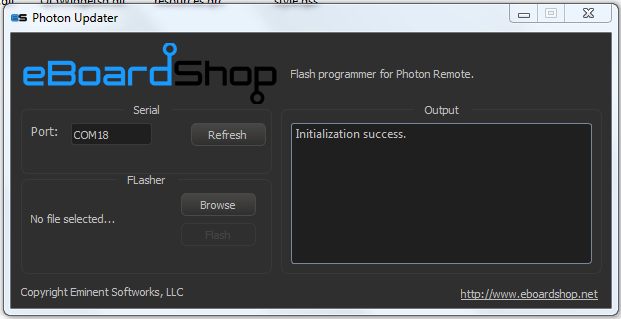 Photon Updater
eBoardShop
Flash programmer for Photon Remote.
Serial
Port:
COM18
Refresh
FLasher
No file selected...
Browse
Flash
Output
Initialization success.
Copyright Eminent Softworks, LLC
http://www.eboardshop.net